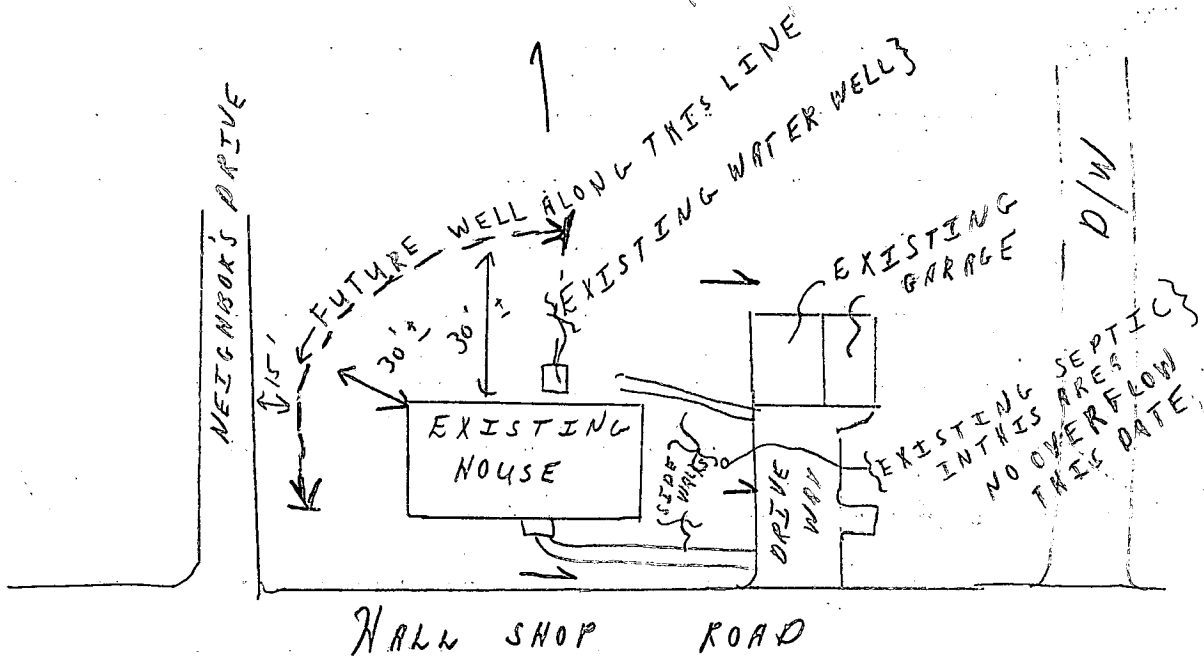 NEIGHBOR'S DRIVE
FUTURE WELL ALONG THIS LINE
EXISTING WATER WELL}
15'
30' ±
30' ±
EXISTING
HOUSE
SIDE
WALKS
DRIVE
WAY
EXISTING
GARAGE
D/W
{EXISTING SEPTIC}
IN THIS ARES
NO OVERFLOW
THIS DATE.
HALL SHOP ROAD